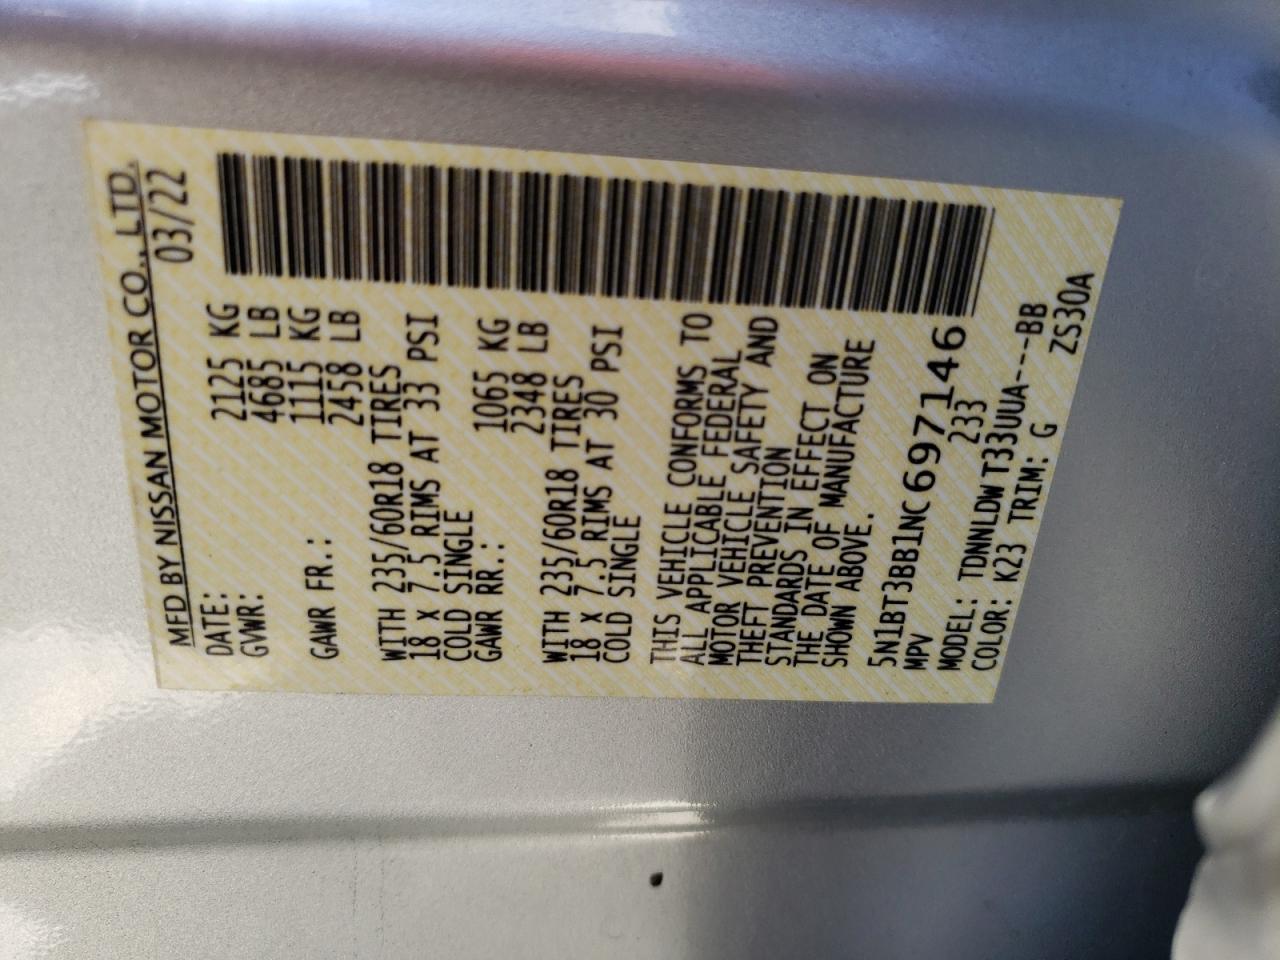 MFD BY NISSAN MOTOR CO., LTD.
DATE: 03/22
GVWR: 2125 KG
4685 LB
GAWR FR.: 1115 KG
2458 LB
WITH 235/60R18 TIRES
18 X 7.5 RIMS AT 33 PSI
COLD SINGLE
GAWR RR.: 1065 KG
2348 LB
WITH 235/60R18 TIRES
18 X 7.5 RIMS AT 30 PSI
COLD SINGLE
THIS VEHICLE CONFORMS TO
ALL APPLICABLE FEDERAL
MOTOR VEHICLE SAFETY AND
THEFT PREVENTION
STANDARDS IN EFFECT ON
THE DATE OF MANUFACTURE
SHOWN ABOVE.
5N1BT3BB1NC697146
MPV 233
MODEL: TDNNLDW T33UUA---BB
COLOR: K23 TRIM: G ZS30A